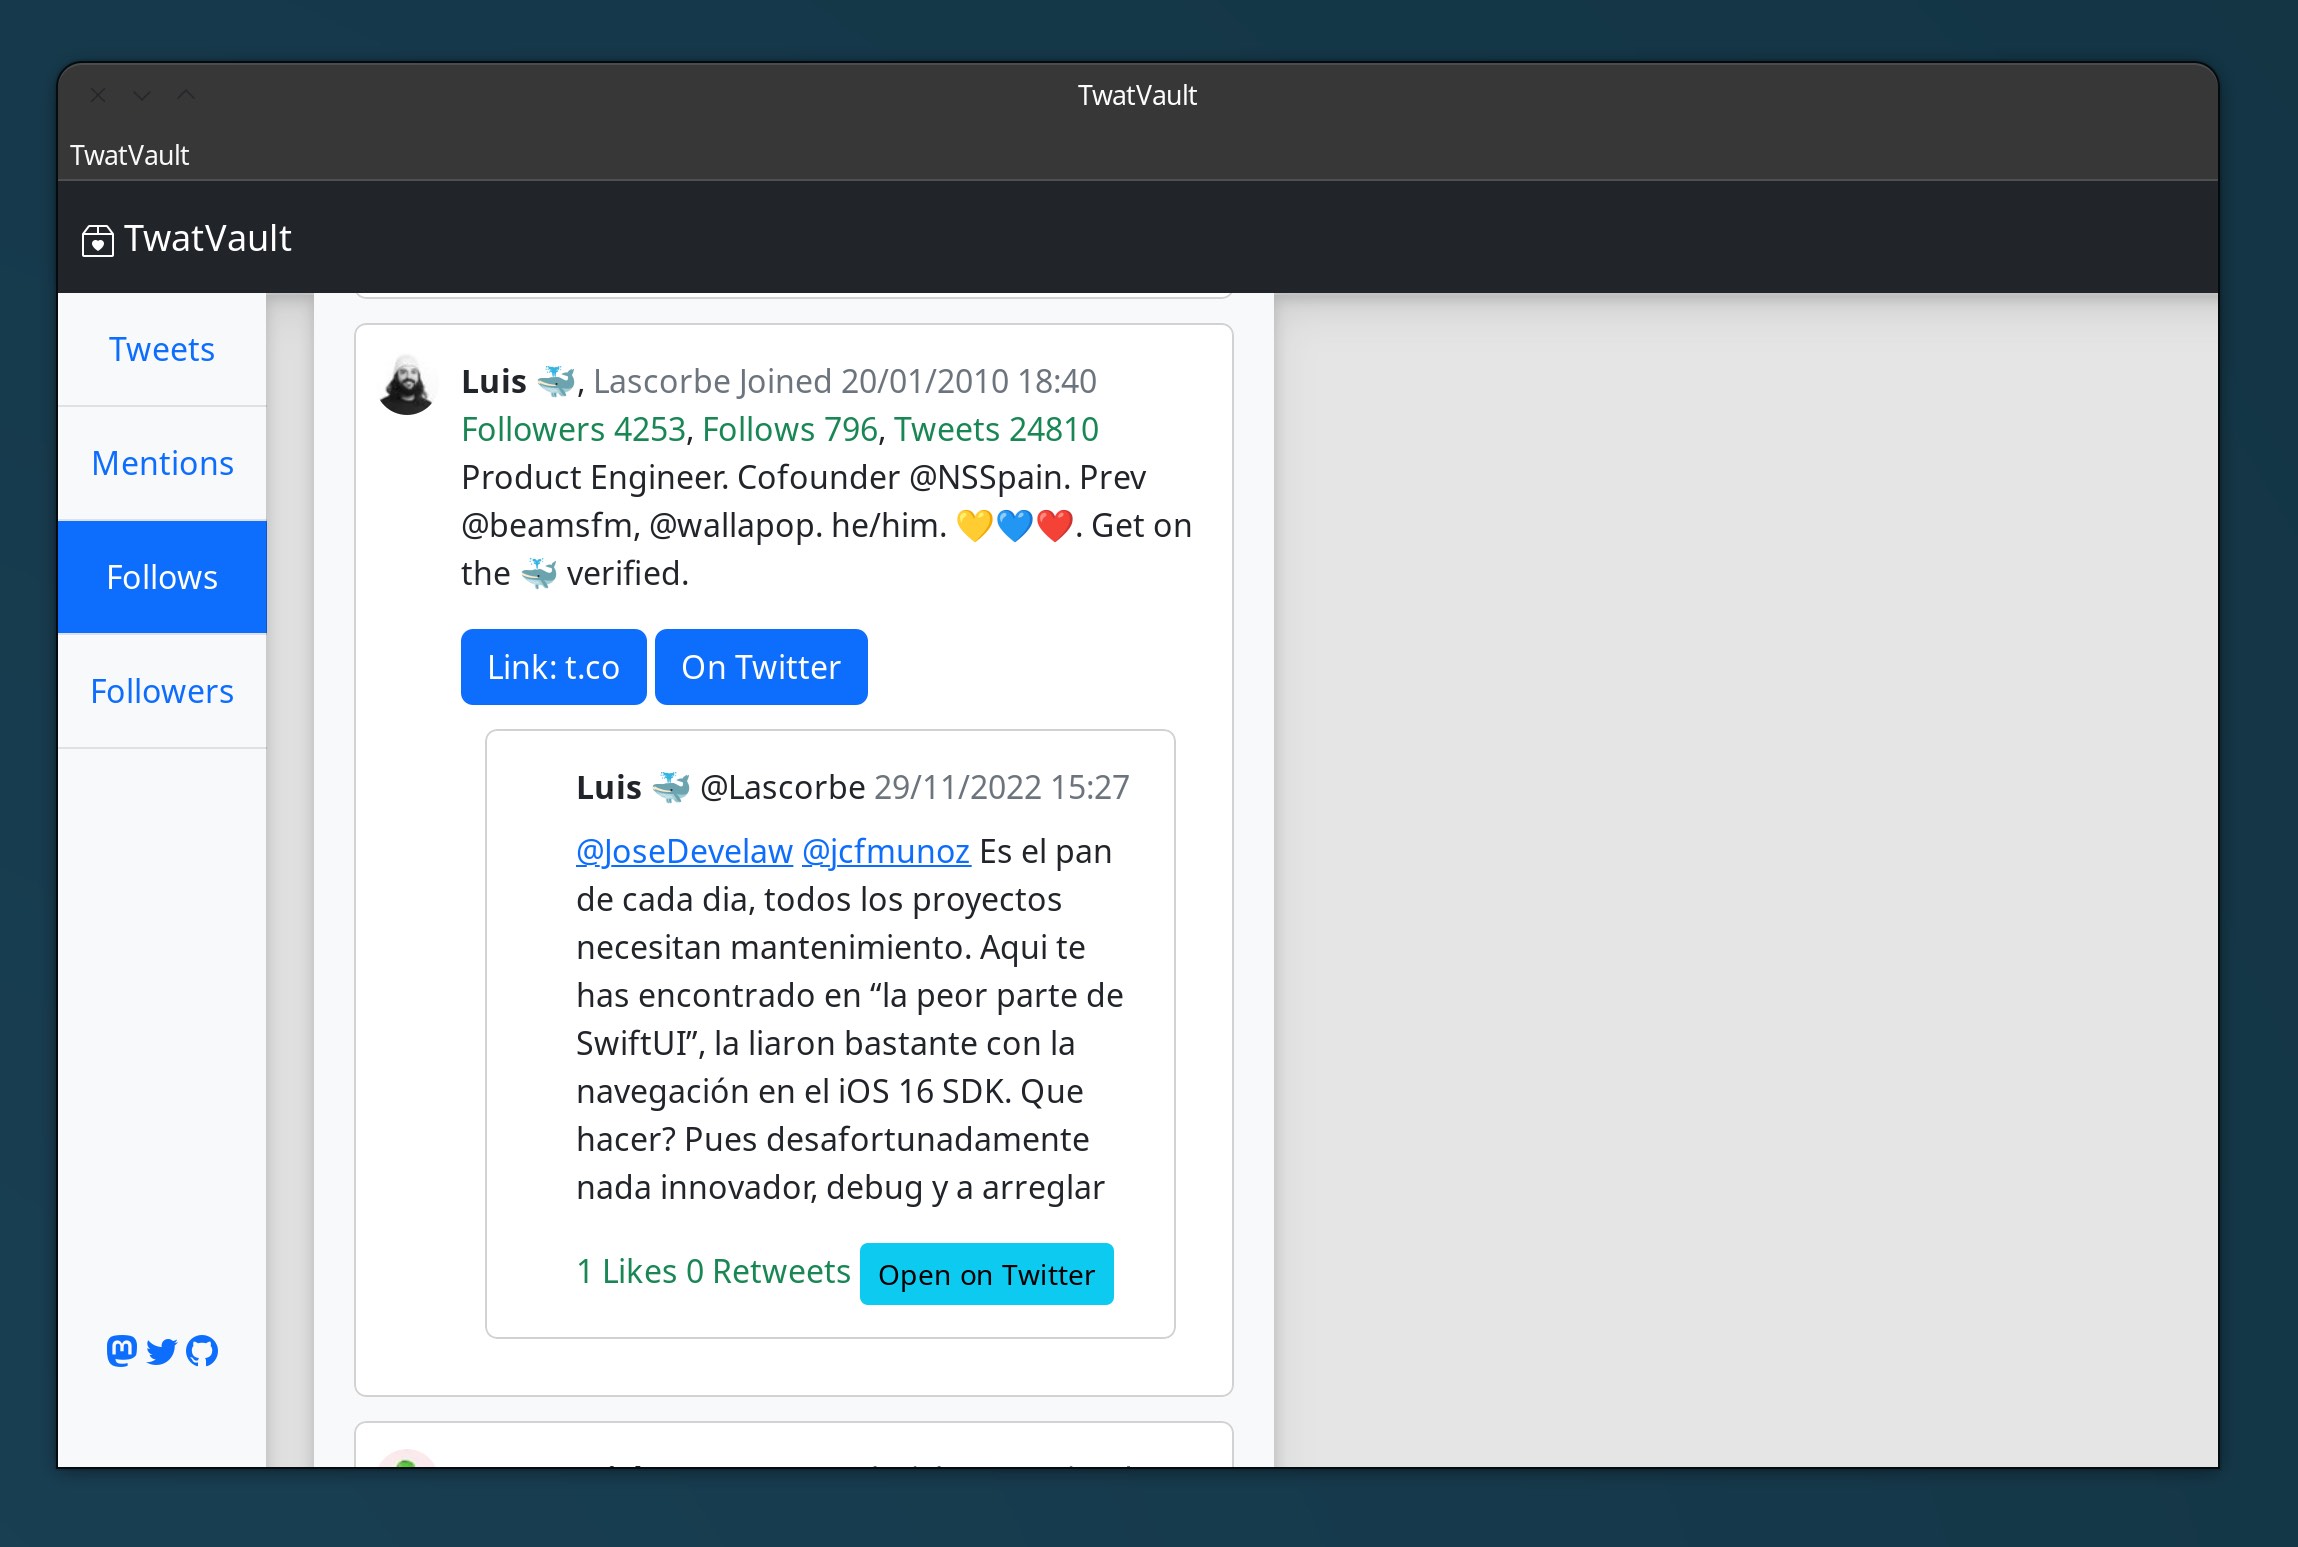 TwatVault
TwatVault
TwatVault
Tweets
Mentions
Follows
Followers
Luis 🐳, Lascorbe Joined 20/01/2010 18:40
Followers 4253, Follows 796, Tweets 24810
Product Engineer. Cofounder @NSSpain. Prev
@beamsfm, @wallapop. he/him. 💛💙❤️. Get on
the 🐳 verified.
Link: t.co On Twitter
Luis 🐳 @Lascorbe 29/11/2022 15:27
@JoseDevelaw @jcfmunoz Es el pan
de cada dia, todos los proyectos
necesitan mantenimiento. Aqui te
has encontrado en “la peor parte de
SwiftUI”, la liaron bastante con la
navegación en el iOS 16 SDK. Que
hacer? Pues desafortunadamente
nada innovador, debug y a arreglar
1 Likes 0 Retweets Open on Twitter